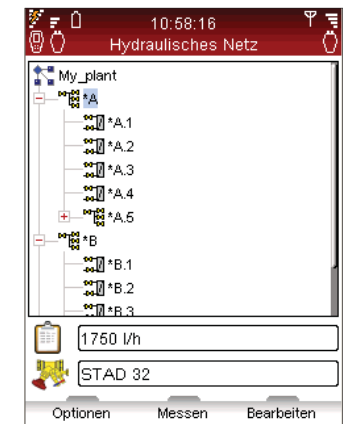 10:58:16
Hydraulisches Netz
My_plant
*A
*A.1
*A.2
*A.3
*A.4
*A.5
*B
*B.1
*B.2
*B.3
1750 l/h
STAD 32
Optionen Messen Bearbeiten